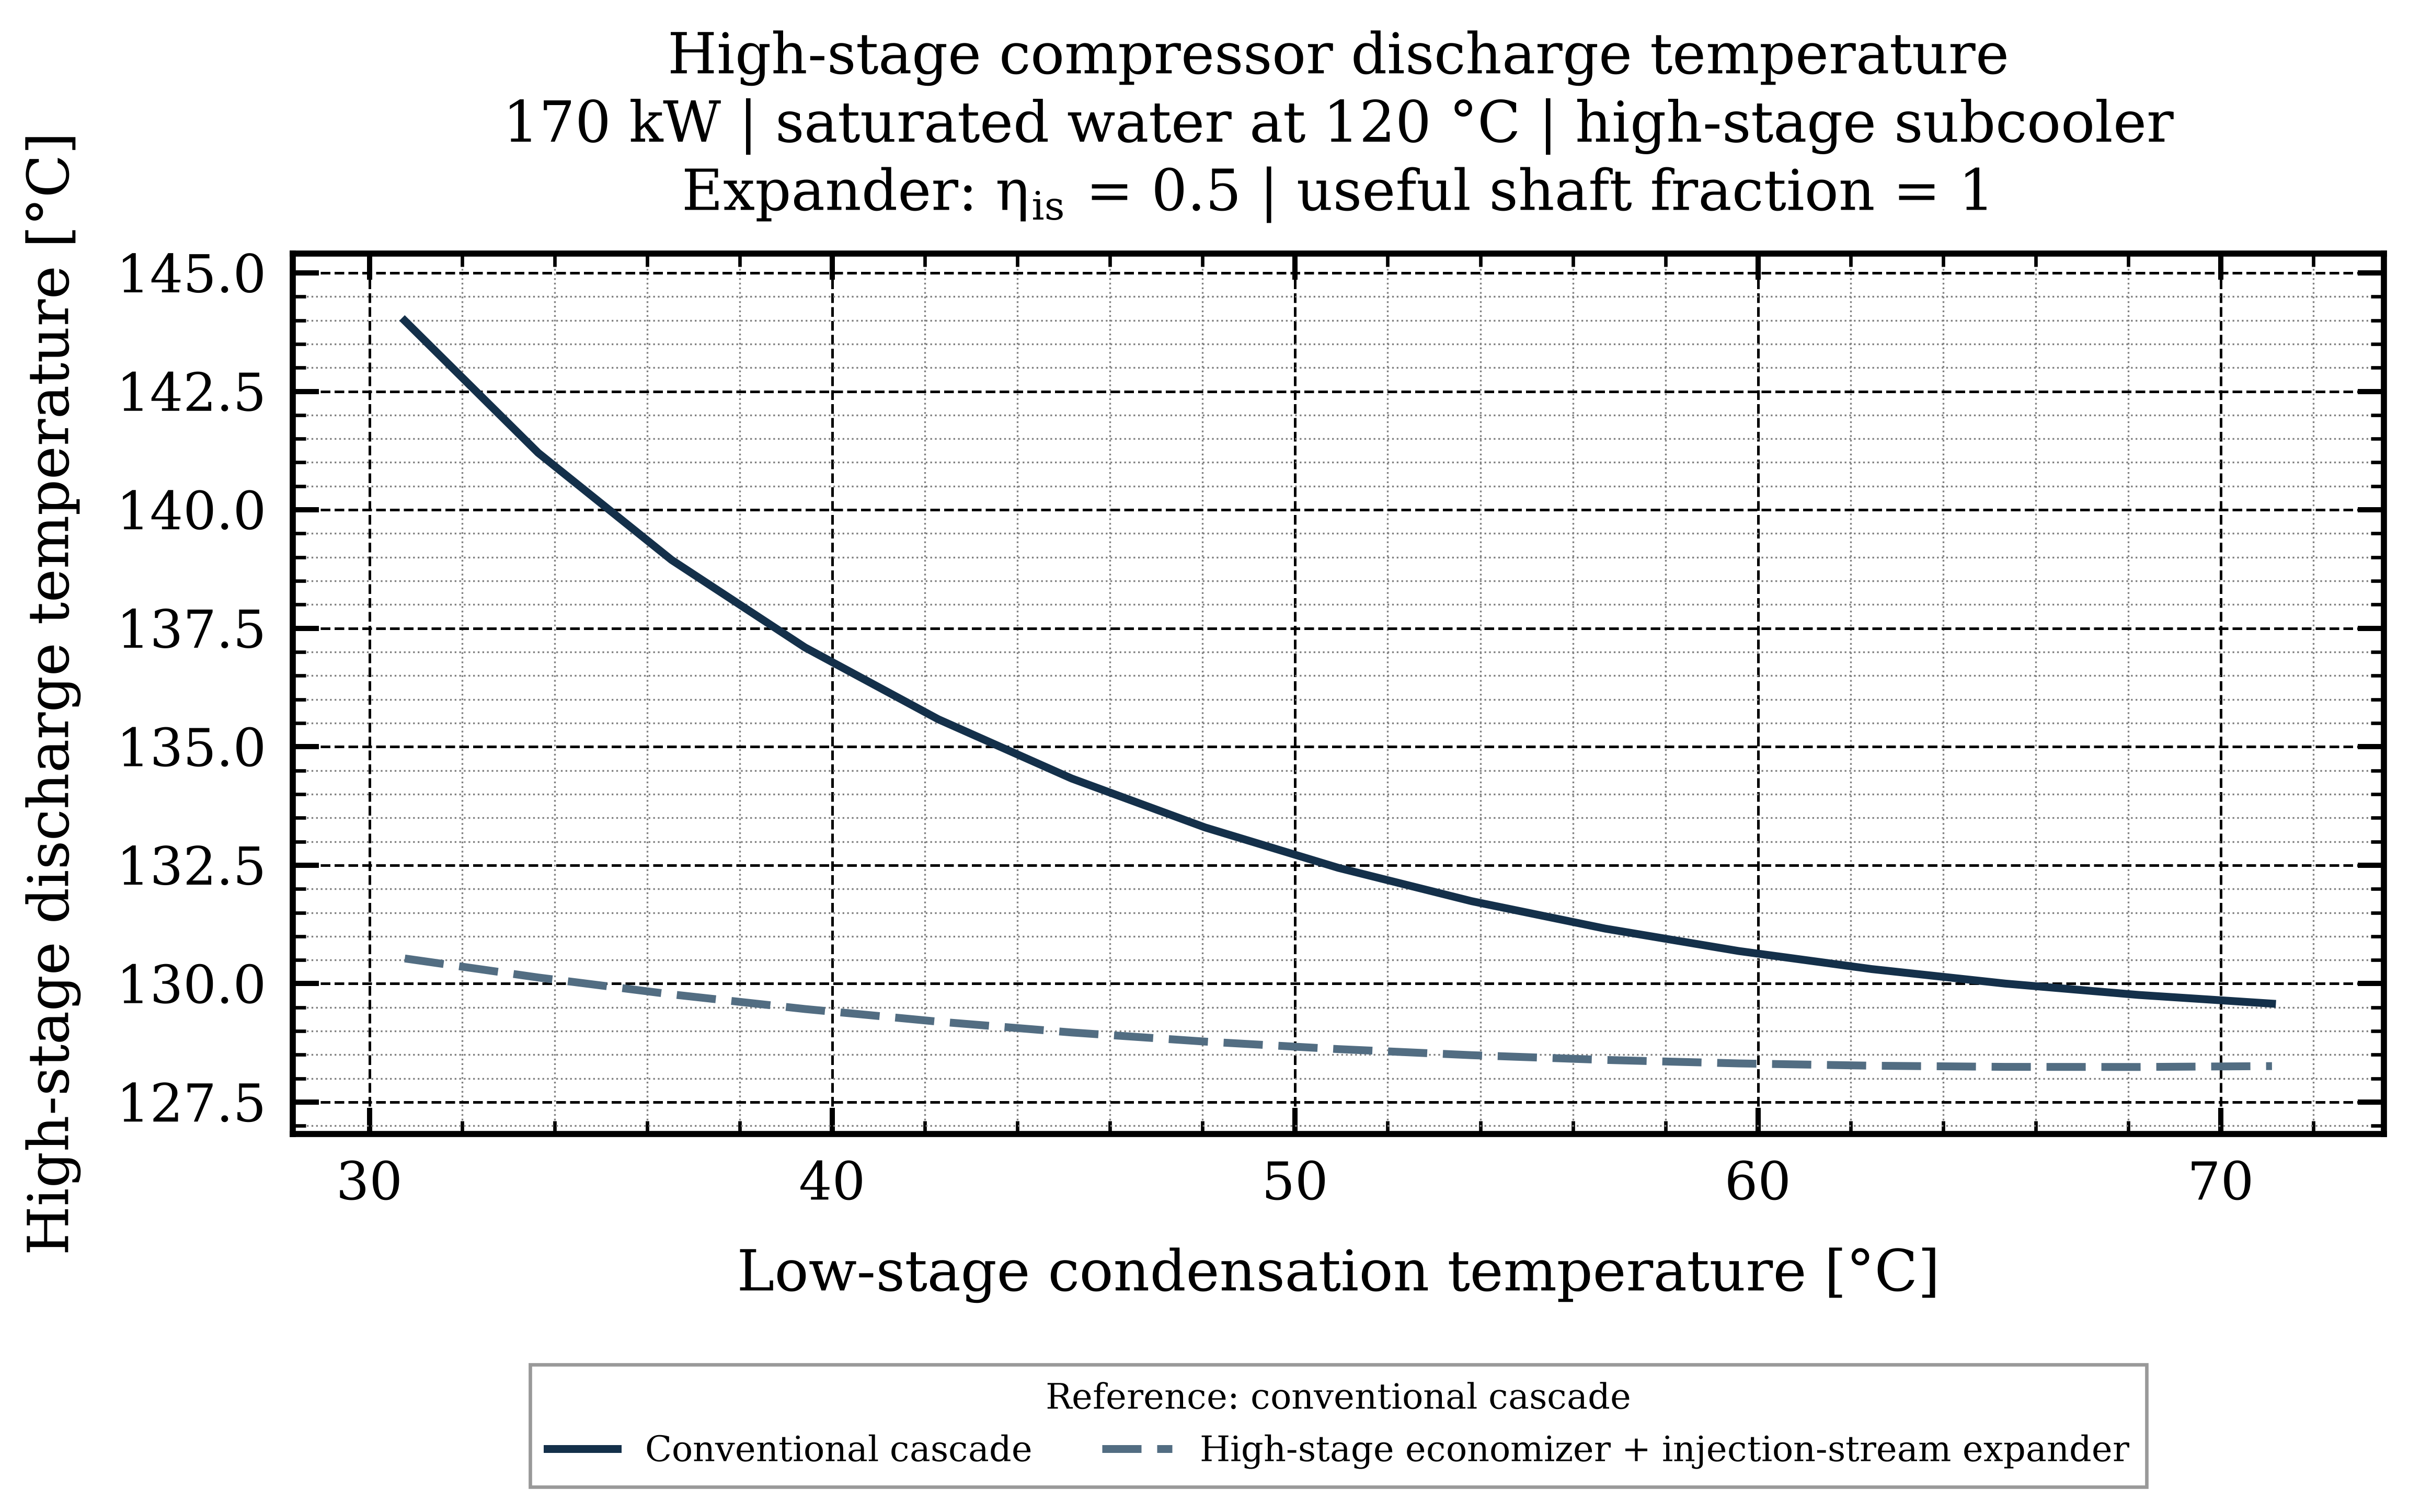 High-stage compressor discharge temperature
170 kW | saturated water at 120 °C | high-stage subcooler
Expander: ηis = 0.5 | useful shaft fraction = 1
High-stage discharge temperature [°C]
145.0
142.5
140.0
137.5
135.0
132.5
130.0
127.5
30 40 50 60 70
Low-stage condensation temperature [°C]
Reference: conventional cascade
Conventional cascade High-stage economizer + injection-stream expander